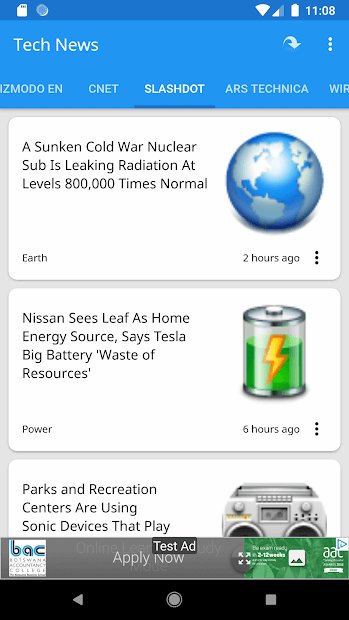 11:08
Tech News
IZMODO EN
CNET
SLASHDOT
ARS TECHNICA
WIR
A Sunken Cold War Nuclear
Sub Is Leaking Radiation At
Levels 800,000 Times Normal
Earth
2 hours ago
Nissan Sees Leaf As Home
Energy Source, Says Tesla
Big Battery 'Waste of
Resources'
Power
6 hours ago
Parks and Recreation
Centers Are Using
Sonic Devices That Play
Test Ad
bac
BOTSWANA
ACCOUNTANCY
COLLEGE
Online
Study
Apply Now
Be exam ready
in 2-12weeks
aat